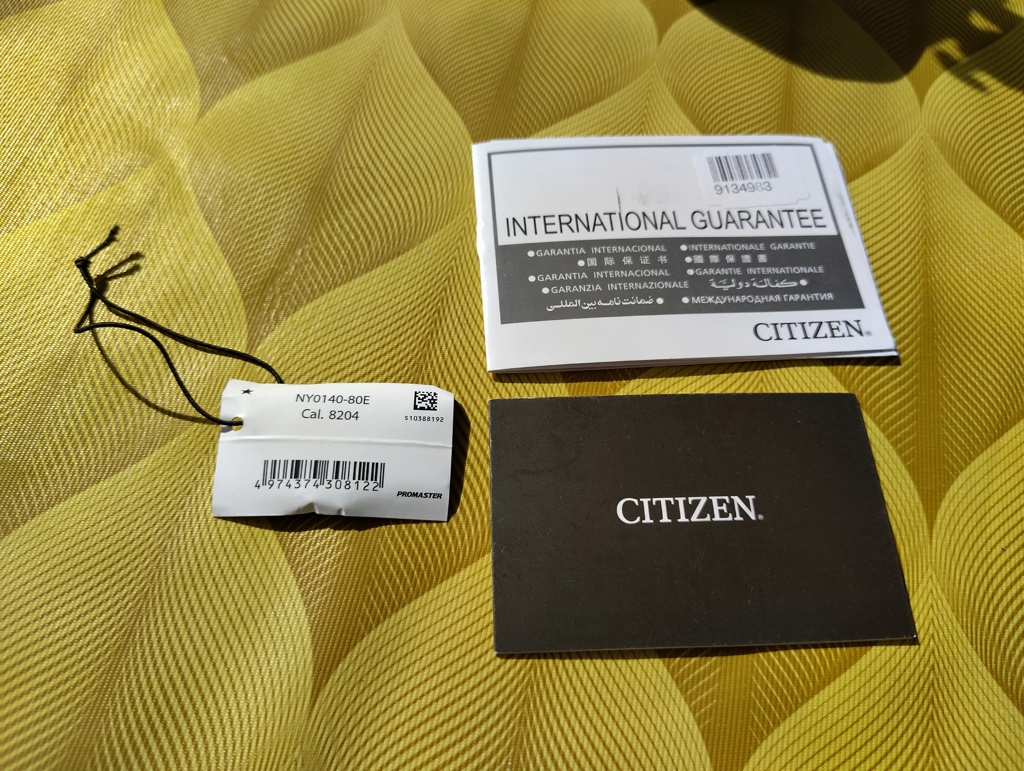 9134983
INTERNATIONAL GUARANTEE
●GARANTIA INTERNACIONAL ●INTERNATIONALE GARANTIE
●国际保证书 ●國際保證書
●GARANTIA INTERNACIONAL ●GARANTIE INTERNATIONALE
●GARANZIA INTERNAZIONALE ●كفالة دولية
●ضمانت نامه بین المللی ●МЕЖДУНАРОДНАЯ ГАРАНТИЯ
CITIZEN®
NY0140-80E
Cal. 8204
S10388192
4 974374 308122
PROMASTER
CITIZEN®